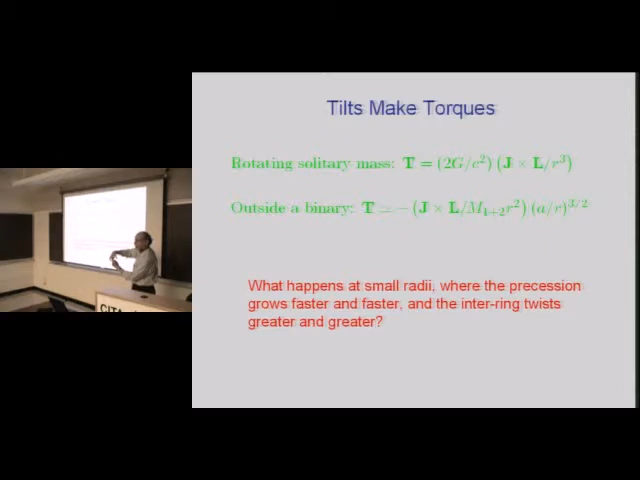 Tilts Make Torques
Rotating solitary mass: T = (2G/c²) (J × L/r³)
Outside a binary: T = − (J × L/M₁₊₂r²) (a/r)^{3/2}
What happens at small radii, where the precession
grows faster and faster, and the inter-ring twists
greater and greater?